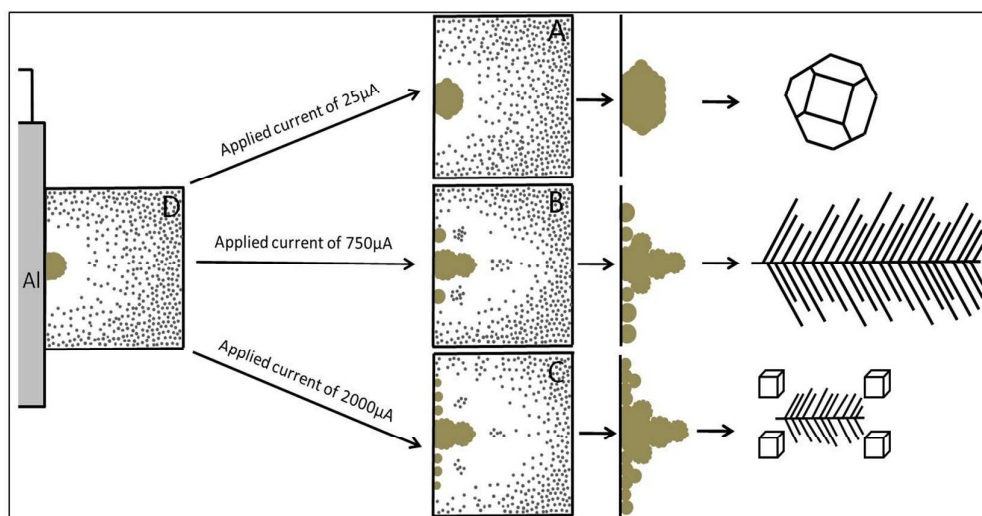 A
Applied current of 25µA
D
B
Applied current of 750µA
Al
C
Applied current of 2000µA